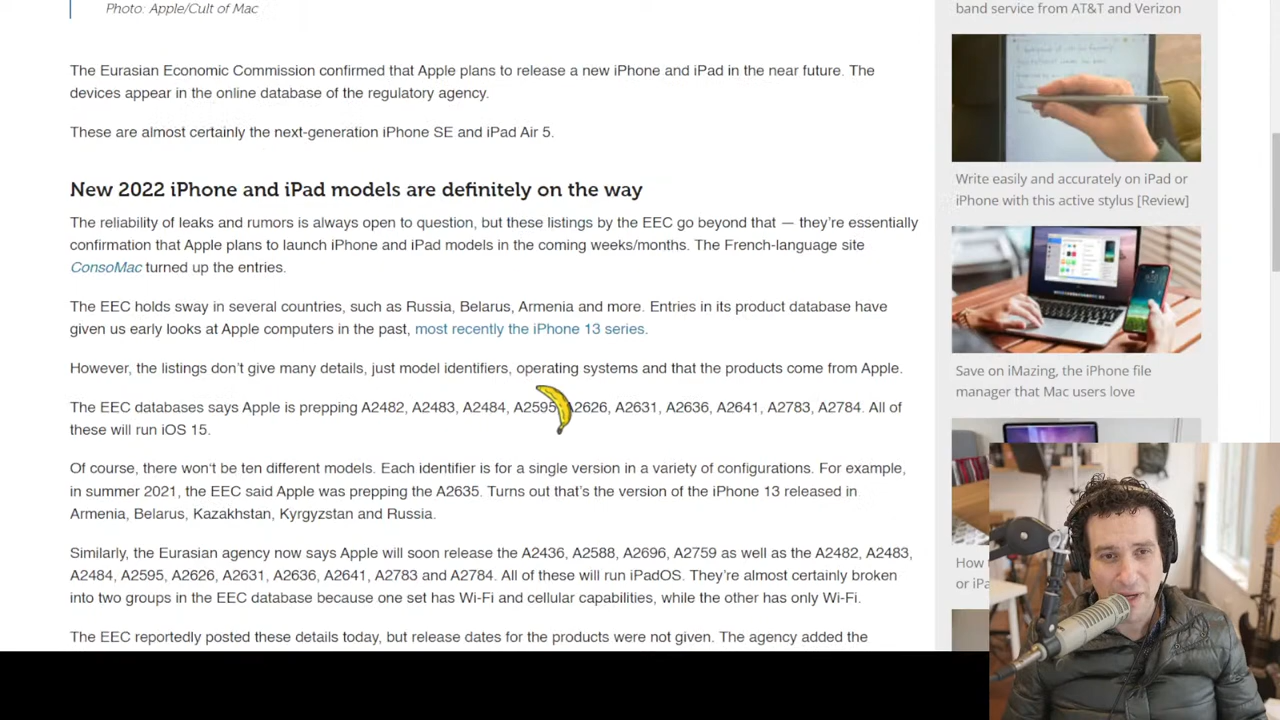 Photo: Apple/Cult of Mac
The Eurasian Economic Commission confirmed that Apple plans to release a new iPhone and iPad in the near future. The
devices appear in the online database of the regulatory agency.
These are almost certainly the next-generation iPhone SE and iPad Air 5.
New 2022 iPhone and iPad models are definitely on the way
The reliability of leaks and rumors is always open to question, but these listings by the EEC go beyond that — they're essentially
confirmation that Apple plans to launch iPhone and iPad models in the coming weeks/months. The French-language site
ConsoMac turned up the entries.
The EEC holds sway in several countries, such as Russia, Belarus, Armenia and more. Entries in its product database have
given us early looks at Apple computers in the past, most recently the iPhone 13 series.
However, the listings don't give many details, just model identifiers, operating systems and that the products come from Apple.
The EEC databases says Apple is prepping A2482, A2483, A2484, A2595, A2626, A2631, A2636, A2641, A2783, A2784. All of
these will run iOS 15.
Of course, there won't be ten different models. Each identifier is for a single version in a variety of configurations. For example,
in summer 2021, the EEC said Apple was prepping the A2635. Turns out that's the version of the iPhone 13 released in
Armenia, Belarus, Kazakhstan, Kyrgyzstan and Russia.
Similarly, the Eurasian agency now says Apple will soon release the A2436, A2588, A2696, A2759 as well as the A2482, A2483,
A2484, A2595, A2626, A2631, A2636, A2641, A2783 and A2784. All of these will run iPadOS. They're almost certainly broken
into two groups in the EEC database because one set has Wi-Fi and cellular capabilities, while the other has only Wi-Fi.
The EEC reportedly posted these details today, but release dates for the products were not given. The agency added the
band service from AT&T and Verizon
Write easily and accurately on iPad or
iPhone with this active stylus [Review]
Save on iMazing, the iPhone file
manager that Mac users love
How
or iPa